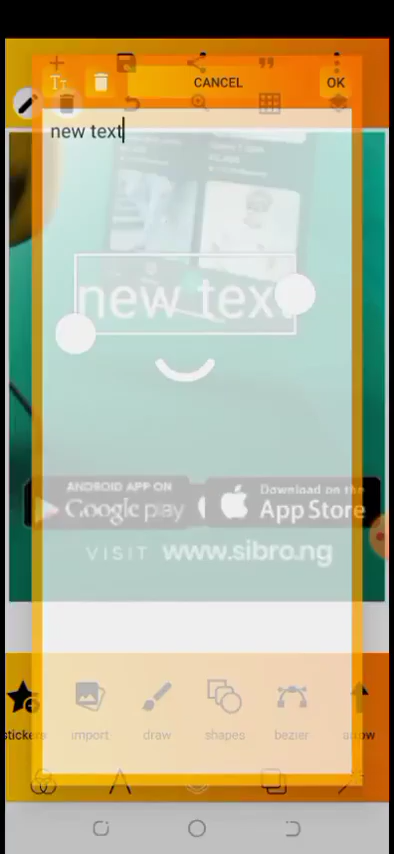 CANCEL OK
new text
new text
ANDROID APP ON
Google play
Download on the
App Store
VISIT www.sibro.ng
stickers import draw shapes bezier arrow